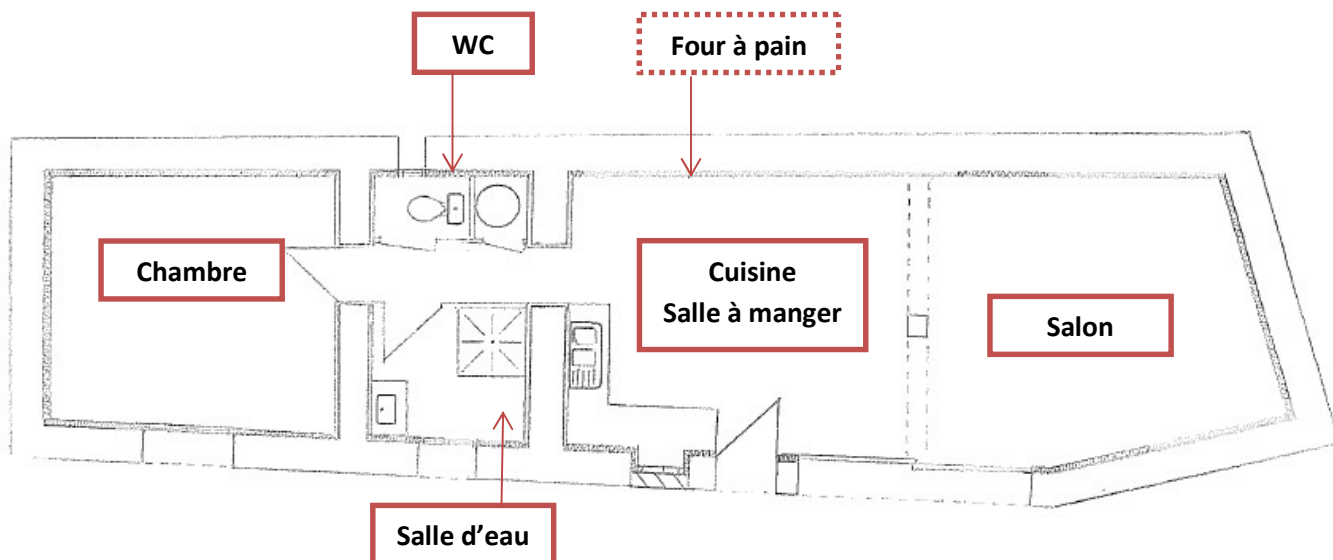 WC
Four à pain
Chambre
Cuisine
Salle à manger
Salon
Salle d’eau